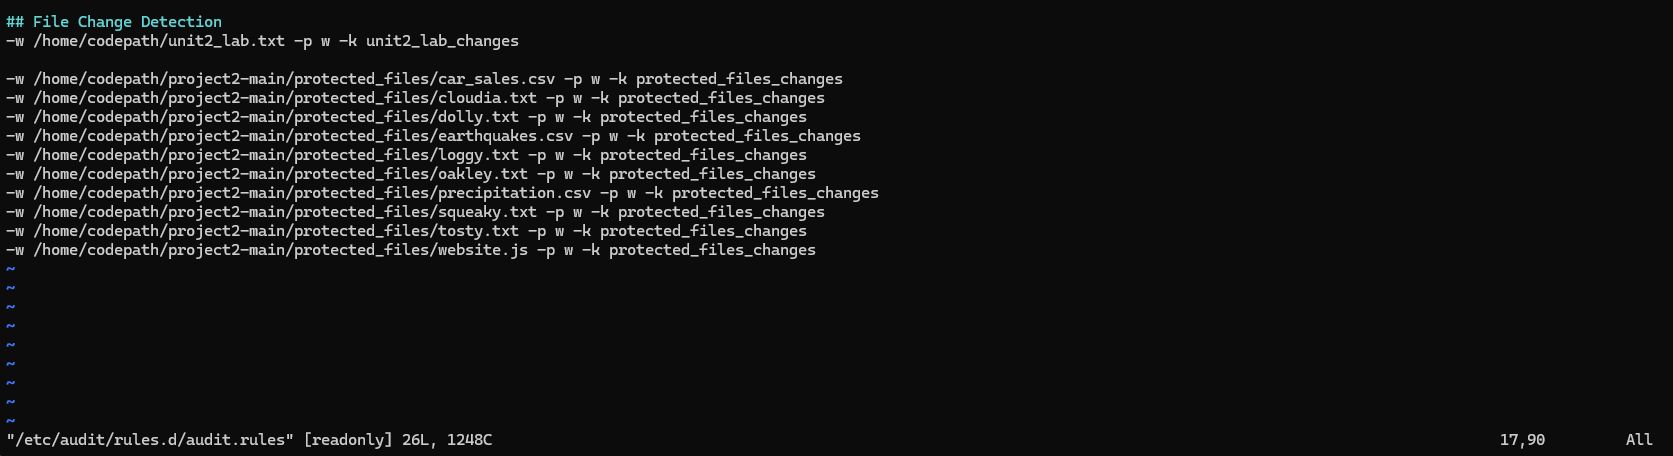 ## File Change Detection
-w /home/codepath/unit2_lab.txt -p w -k unit2_lab_changes
-w /home/codepath/project2-main/protected_files/car_sales.csv -p w -k protected_files_changes
-w /home/codepath/project2-main/protected_files/cloudia.txt -p w -k protected_files_changes
-w /home/codepath/project2-main/protected_files/dolly.txt -p w -k protected_files_changes
-w /home/codepath/project2-main/protected_files/earthquakes.csv -p w -k protected_files_changes
-w /home/codepath/project2-main/protected_files/loggy.txt -p w -k protected_files_changes
-w /home/codepath/project2-main/protected_files/oakley.txt -p w -k protected_files_changes
-w /home/codepath/project2-main/protected_files/precipitation.csv -p w -k protected_files_changes
-w /home/codepath/project2-main/protected_files/squeaky.txt -p w -k protected_files_changes
-w /home/codepath/project2-main/protected_files/tosty.txt -p w -k protected_files_changes
-w /home/codepath/project2-main/protected_files/website.js -p w -k protected_files_changes
~
~
~
~
~
~
~
~
~
"/etc/audit/rules.d/audit.rules" [readonly] 26L, 1248C 17,90 All